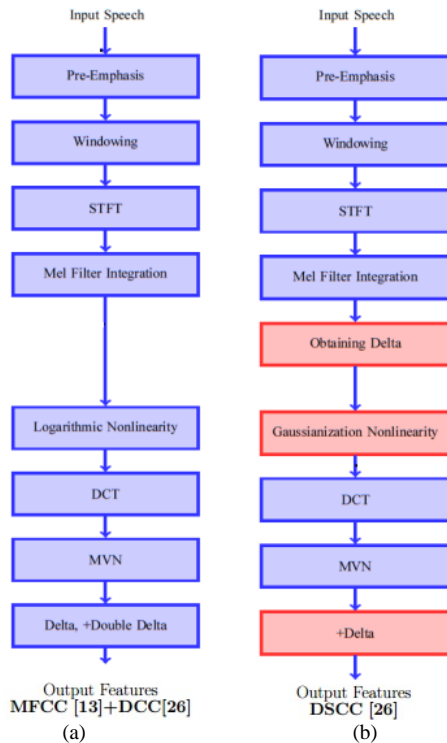 Input Speech
Pre-Emphasis
Windowing
STFT
Mel Filter Integration
Logarithmic Nonlinearity
DCT
MVN
Delta, +Double Delta
Output Features
MFCC [13]+DCC[26]
(a)
Input Speech
Pre-Emphasis
Windowing
STFT
Mel Filter Integration
Obtaining Delta
Gaussianization Nonlinearity
DCT
MVN
+Delta
Output Features
DSCC [26]
(b)